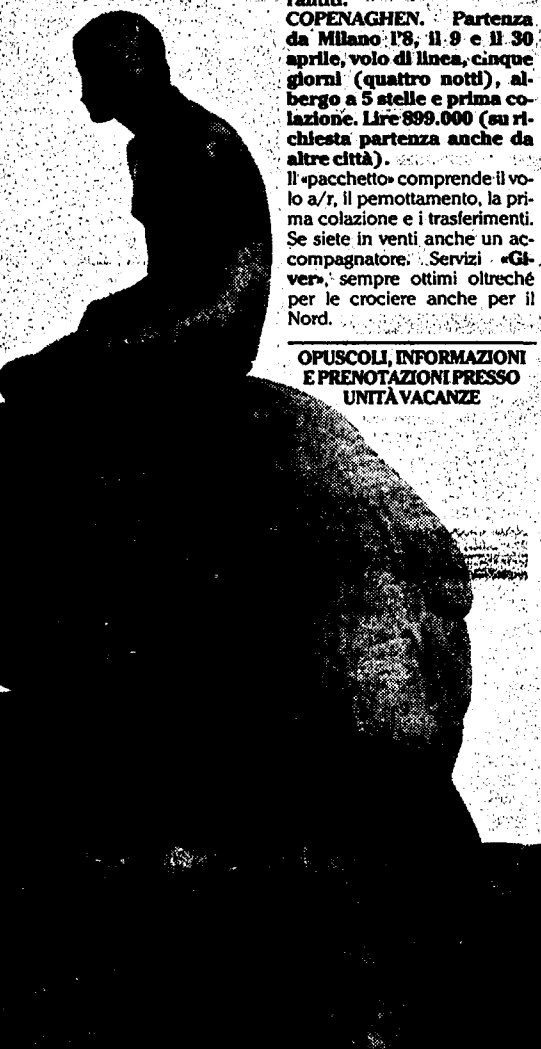 COPENAGHEN. Partenza
da Milano l'8, il 9 e il 30
aprile, volo di linea, cinque
giorni (quattro notti), al-
bergo a 5 stelle e prima co-
lazione. Lire 899.000 (su ri-
chiesta partenza anche da
altre città).
Il «pacchetto» comprende il vo-
lo a/r, il pernottamento, la pri-
ma colazione e i trasferimenti.
Se siete in venti anche un ac-
compagnatore. Servizi «Gi-
ver», sempre ottimi oltreché
per le crociere anche per il
Nord.
OPUSCOLI, INFORMAZIONI
E PRENOTAZIONI PRESSO
UNITÀ VACANZE